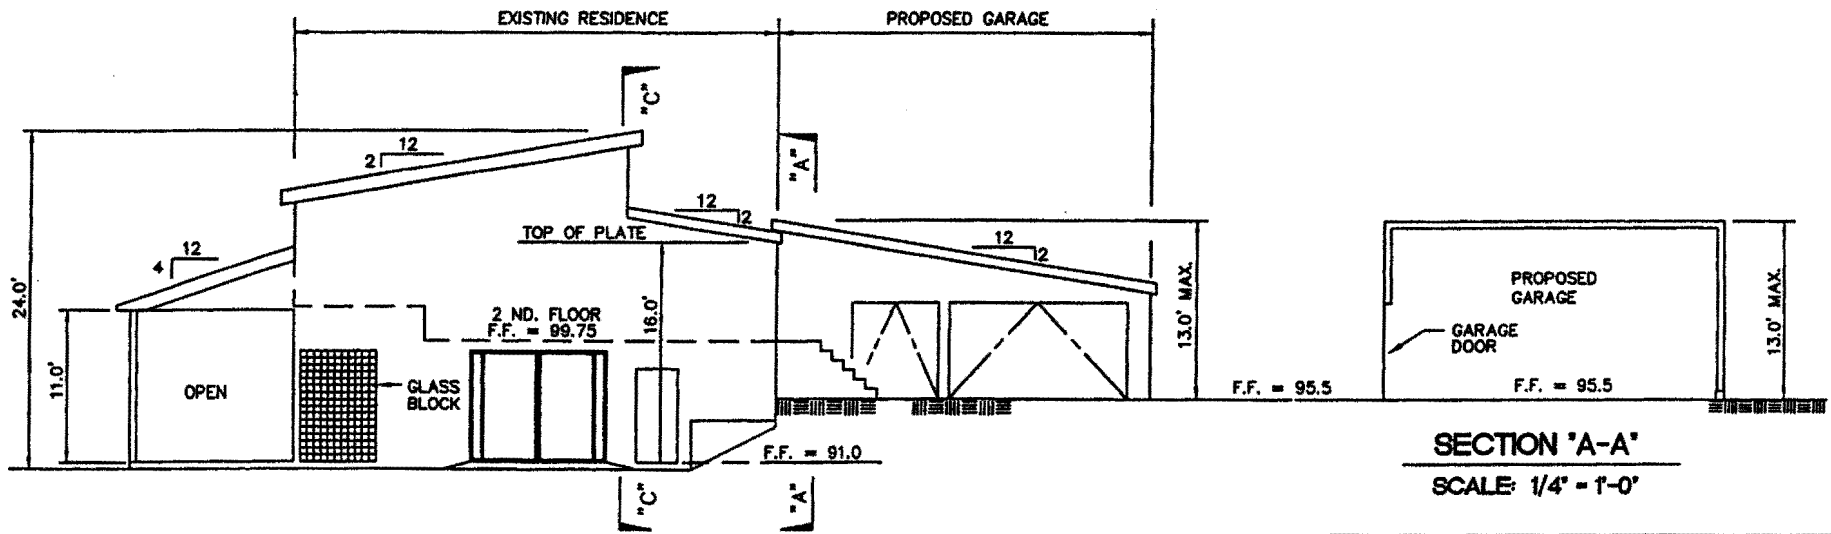 EXISTING RESIDENCE
PROPOSED GARAGE
"C"
12
2
"A"
12
2
TOP OF PLATE
12
2
12
4
24.0'
2 ND. FLOOR
F.F. = 99.75
16.0'
13.0' MAX.
PROPOSED
GARAGE
13.0' MAX.
GARAGE
DOOR
11.0'
OPEN
GLASS
BLOCK
F.F. = 95.5
F.F. = 95.5
F.F. = 91.0
"C"
"A"
SECTION "A-A"
SCALE: 1/4" = 1'-0"